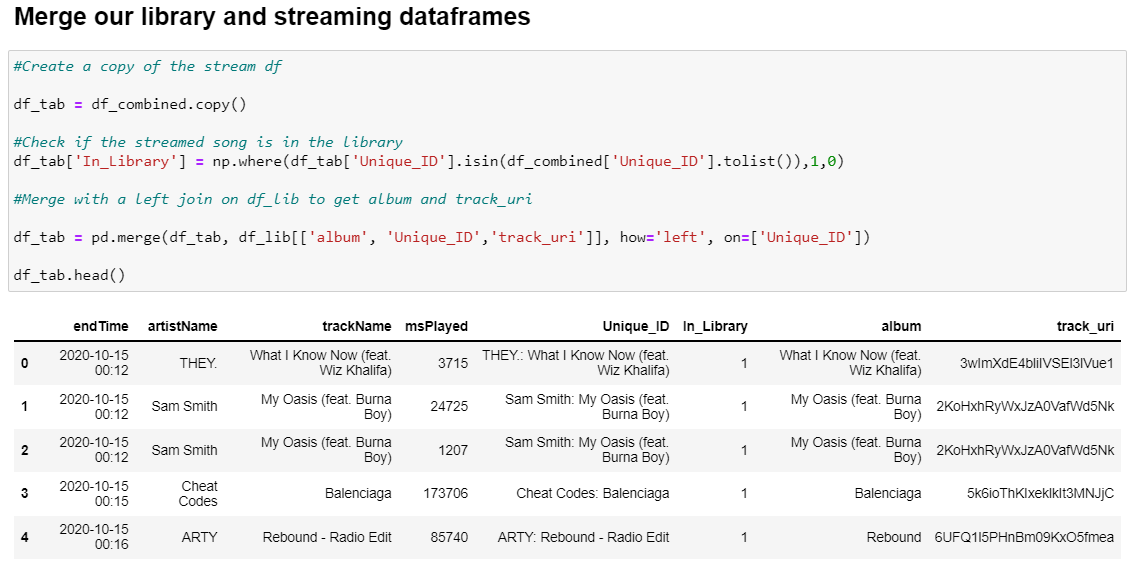 Merge our library and streaming dataframes
#Create a copy of the stream df
df_tab = df_combined.copy()
#Check if the streamed song is in the library
df_tab['In_Library'] = np.where(df_tab['Unique_ID'].isin(df_combined['Unique_ID'].tolist()),1,0)
#Merge with a left join on df_lib to get album and track_uri
df_tab = pd.merge(df_tab, df_lib[['album', 'Unique_ID','track_uri']], how='left', on=['Unique_ID'])
df_tab.head()
endTime artistName trackName msPlayed Unique_ID In_Library album track_uri
0 2020-10-15 00:12 THEY. What I Know Now (feat. Wiz Khalifa) 3715 THEY.: What I Know Now (feat. Wiz Khalifa) 1 What I Know Now (feat. Wiz Khalifa) 3wImXdE4bIiIVSEl3IVue1
1 2020-10-15 00:12 Sam Smith My Oasis (feat. Burna Boy) 24725 Sam Smith: My Oasis (feat. Burna Boy) 1 My Oasis (feat. Burna Boy) 2KoHxhRyWxJzA0VafWd5Nk
2 2020-10-15 00:12 Sam Smith My Oasis (feat. Burna Boy) 1207 Sam Smith: My Oasis (feat. Burna Boy) 1 My Oasis (feat. Burna Boy) 2KoHxhRyWxJzA0VafWd5Nk
3 2020-10-15 00:15 Cheat Codes Balenciaga 173706 Cheat Codes: Balenciaga 1 Balenciaga 5k6ioThKIxekIkIt3MNJjC
4 2020-10-15 00:16 ARTY Rebound - Radio Edit 85740 ARTY: Rebound - Radio Edit 1 Rebound 6UFQ1I5PHnBm09KxO5fmea